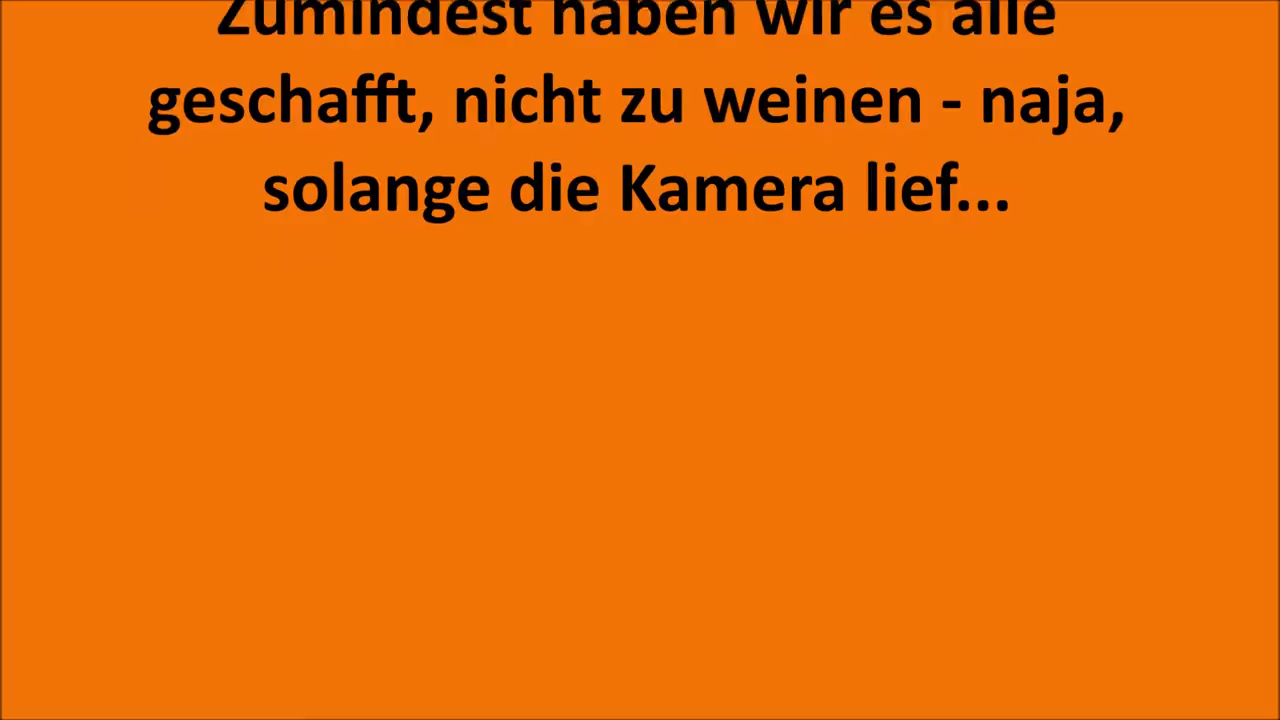 Zumindest haben wir es alle
geschafft, nicht zu weinen - naja,
solange die Kamera lief...